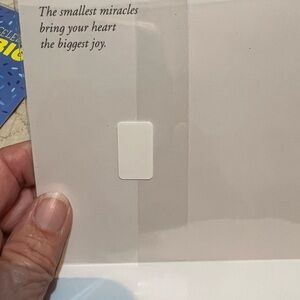 The smallest miracles
bring your heart
the biggest joy.